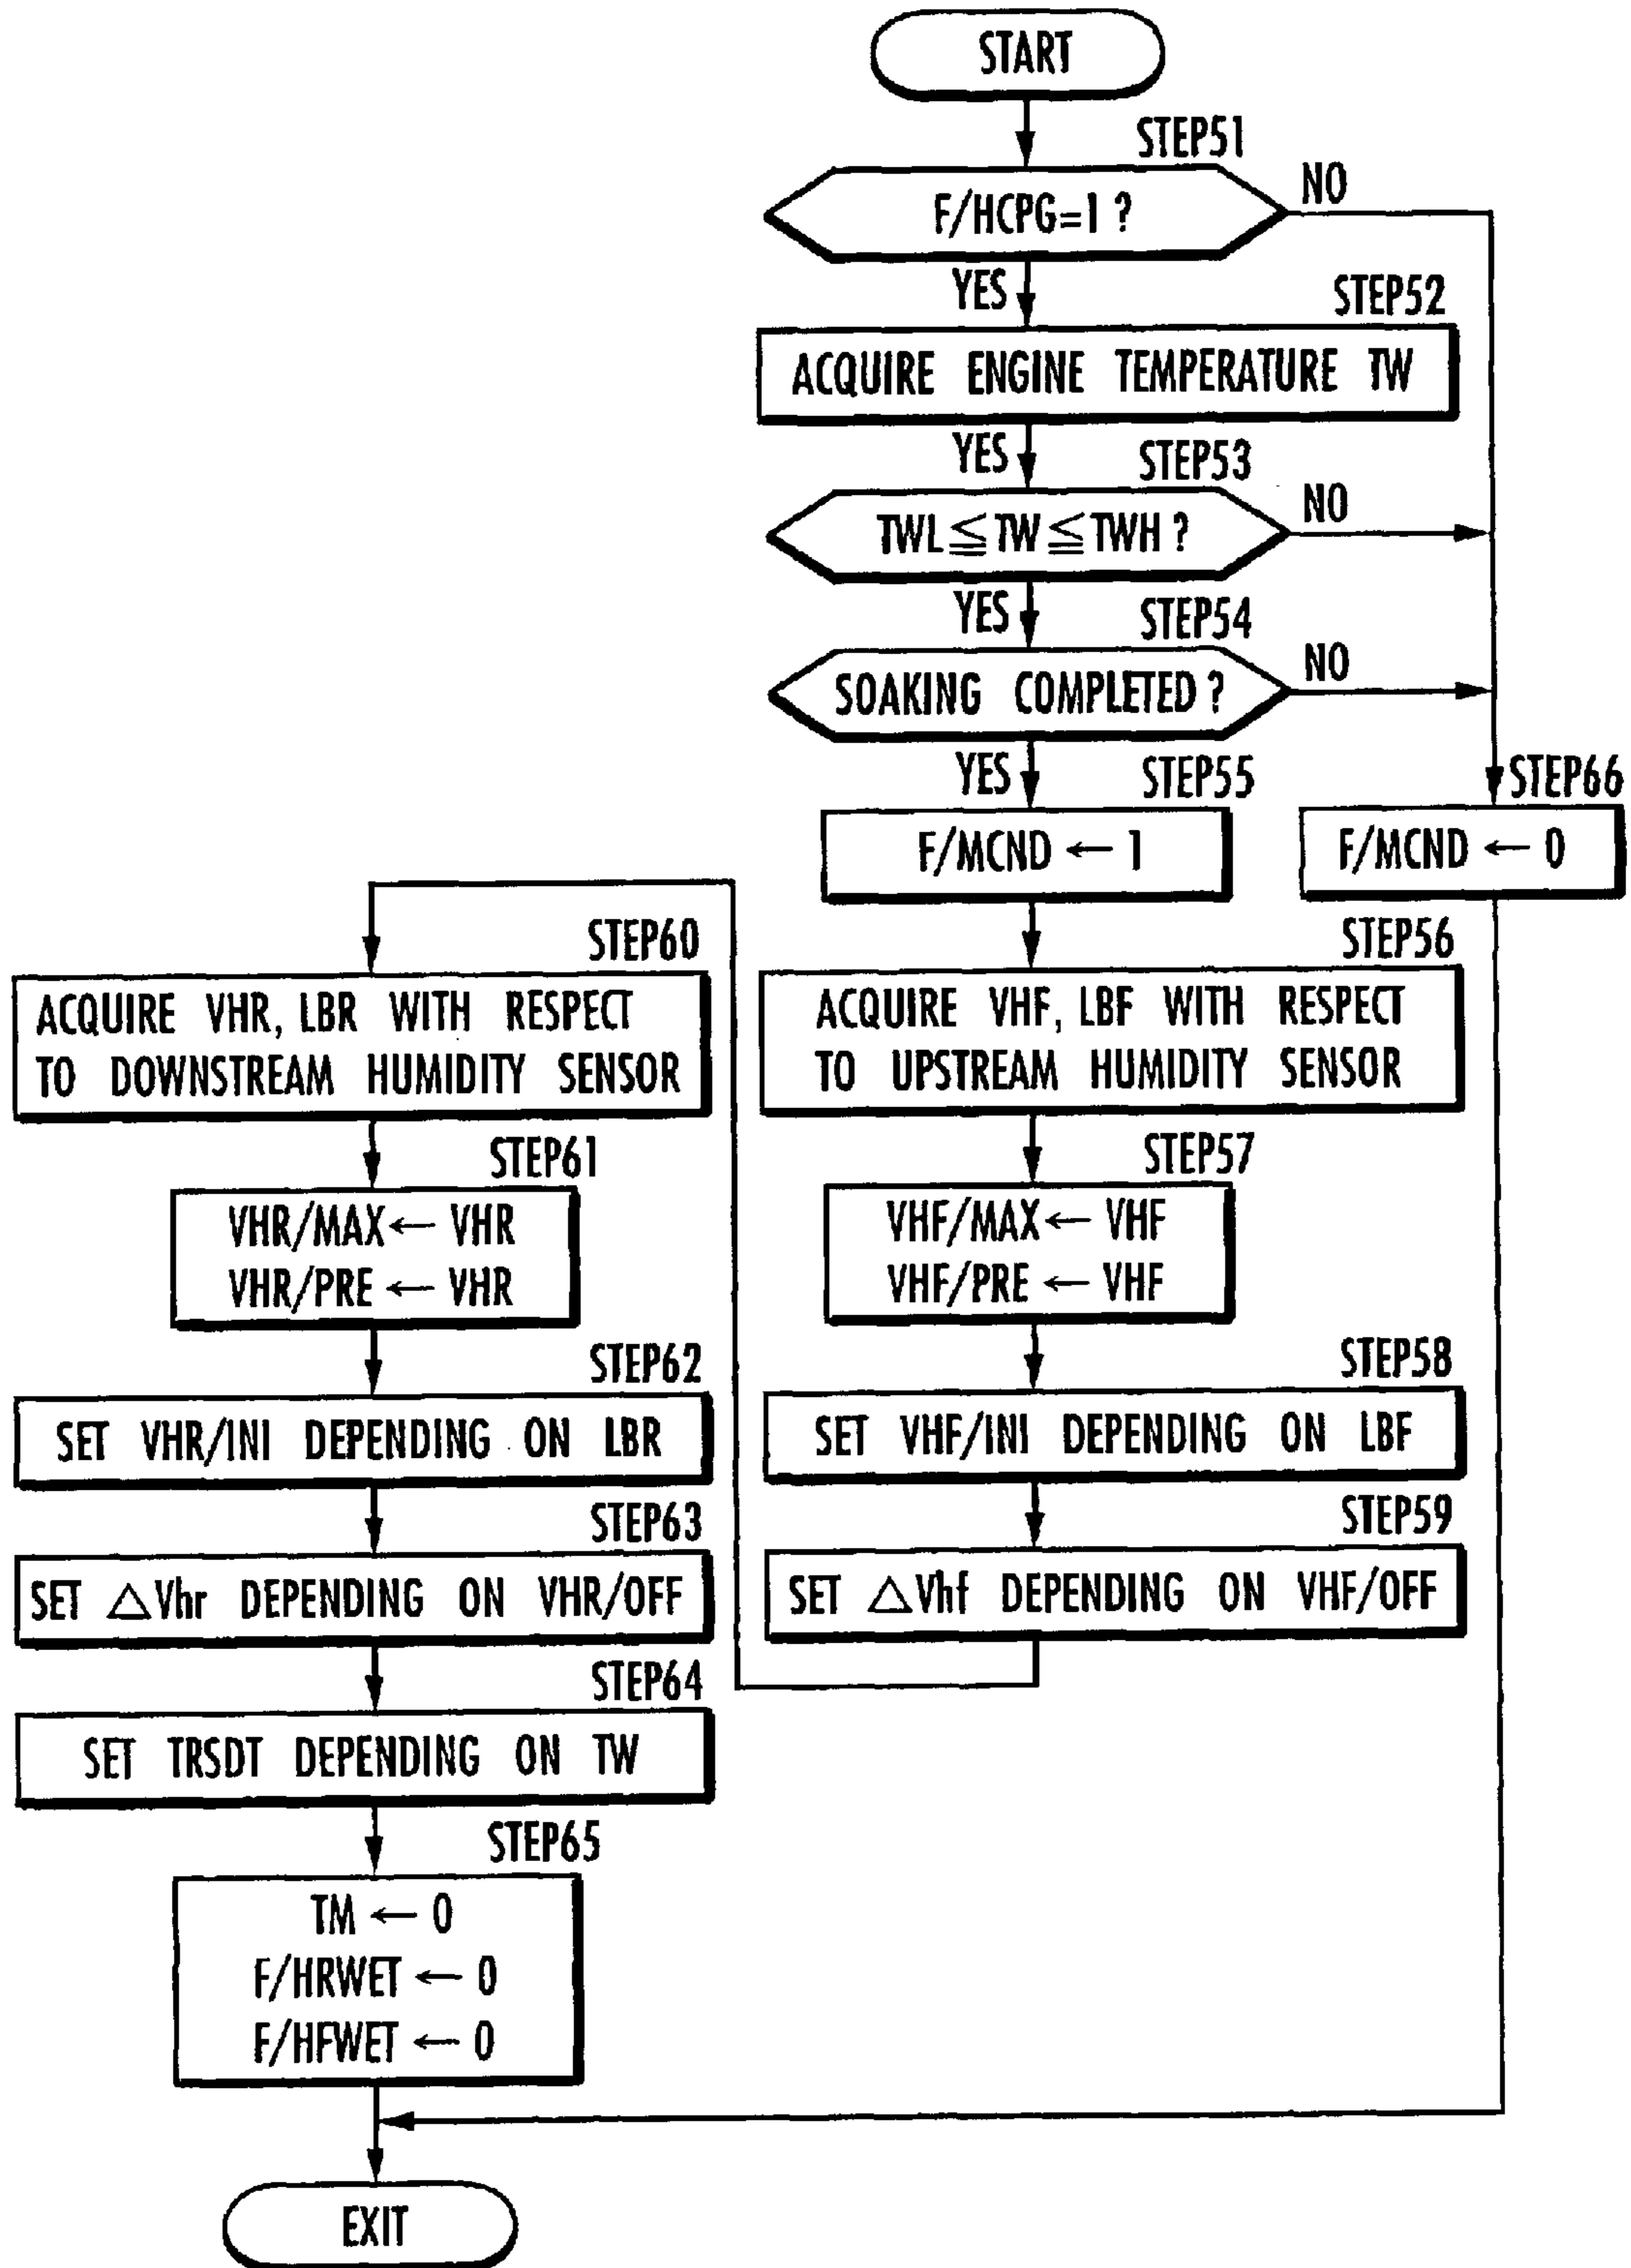 START
STEP51
F/HCPG=1 ?
NO
YES
STEP52
ACQUIRE ENGINE TEMPERATURE TW
YES
STEP53
TWL≦TW≦TWH ?
NO
YES
STEP54
SOAKING COMPLETED ?
NO
YES
STEP55
F/MCND ← 1
STEP66
F/MCND ← 0
STEP56
ACQUIRE VHF, LBF WITH RESPECT
TO UPSTREAM HUMIDITY SENSOR
STEP57
VHF/MAX ← VHF
VHF/PRE ← VHF
STEP58
SET VHF/INI DEPENDING ON LBF
STEP59
SET △Vhf DEPENDING ON VHF/OFF
STEP60
ACQUIRE VHR, LBR WITH RESPECT
TO DOWNSTREAM HUMIDITY SENSOR
STEP61
VHR/MAX ← VHR
VHR/PRE ← VHR
STEP62
SET VHR/INI DEPENDING ON LBR
STEP63
SET △Vhr DEPENDING ON VHR/OFF
STEP64
SET TRSDT DEPENDING ON TW
STEP65
TM ← 0
F/HRWET ← 0
F/HFWET ← 0
EXIT